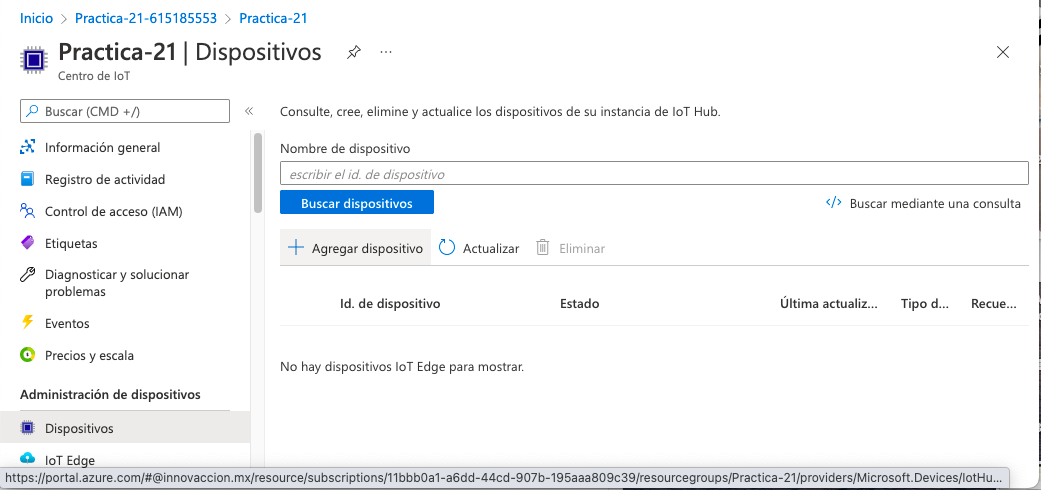 Inicio > Practica-21-615185553 > Practica-21
Practica-21 | Dispositivos
Centro de IoT
Buscar (CMD +/)
Información general
Registro de actividad
Control de acceso (IAM)
Etiquetas
Diagnosticar y solucionar
problemas
Eventos
Precios y escala
Administración de dispositivos
Dispositivos
IoT Edge
Consulte, cree, elimine y actualice los dispositivos de su instancia de IoT Hub.
Nombre de dispositivo
escribir el id. de dispositivo
Buscar dispositivos
Buscar mediante una consulta
Agregar dispositivo Actualizar Eliminar
Id. de dispositivo Estado Última actualiz... Tipo d... Recue...
No hay dispositivos IoT Edge para mostrar.
https://portal.azure.com/#@innovaccion.mx/resource/subscriptions/11bbb0a1-a6dd-44cd-907b-195aaa809c39/resourcegroups/Practica-21/providers/Microsoft.Devices/IotHu...